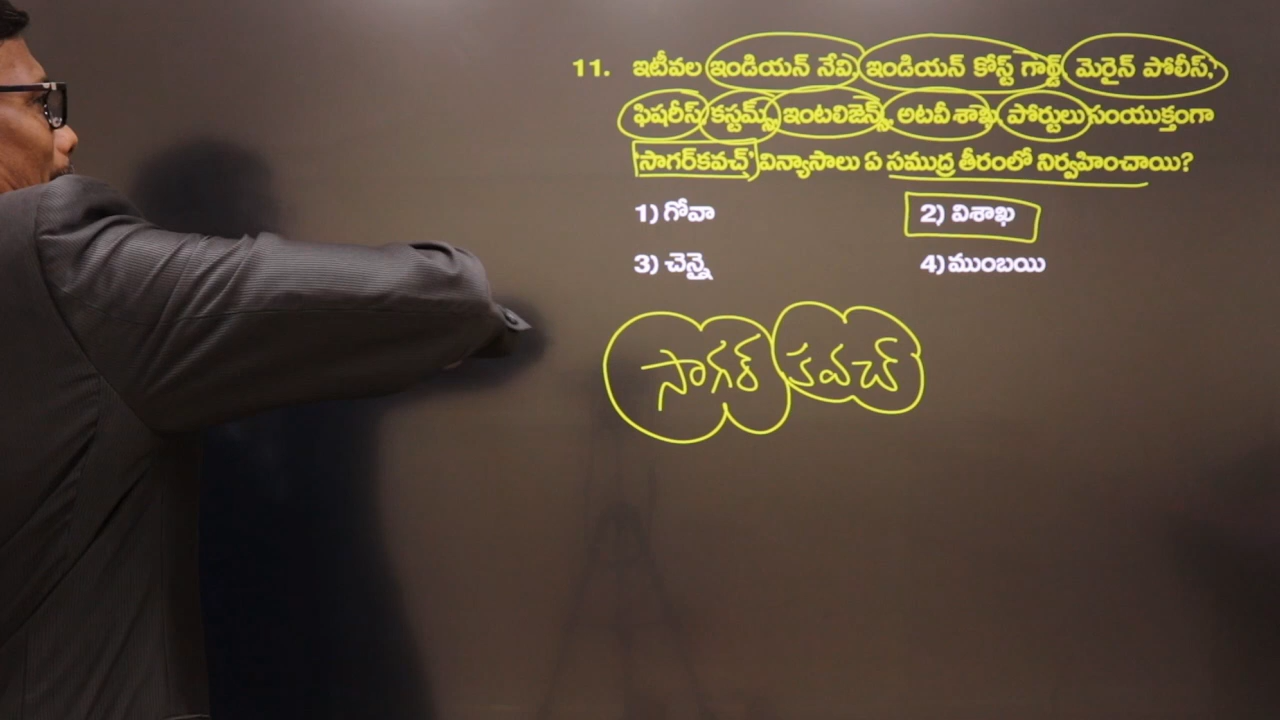 11. ఇటీవల ఇండియన్ నేవి, ఇండియన్ కోస్ట్ గార్డ్, మెరైన్ పోలీస్,
ఫిషరీస్, కస్టమ్స్, ఇంటలిజెన్స్, అటవీ శాఖ, పోర్టులు సంయుక్తంగా
'సాగర్‌కవచ్' విన్యాసాలు ఏ సముద్ర తీరంలో నిర్వహించాయి?
1) గోవా 2) విశాఖ
3) చెన్నై 4) ముంబయి
సాగర్ కవచ్